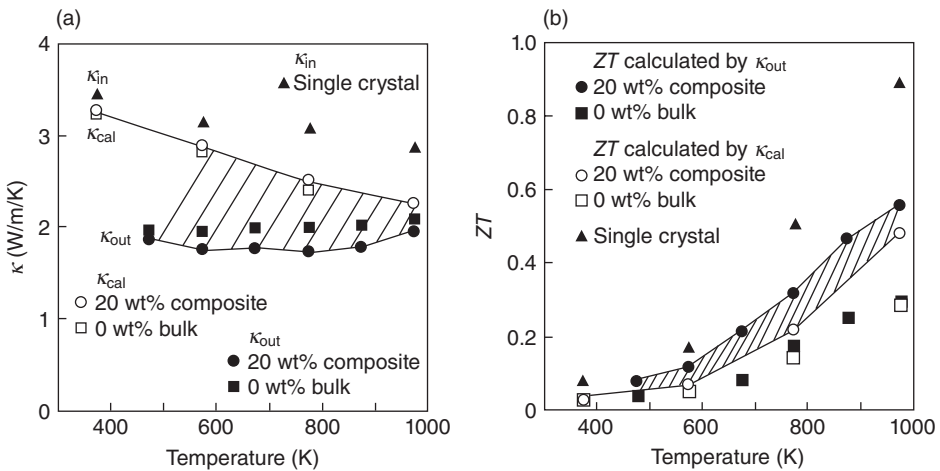 (a)
4
3
2
1
0
κ (W/m/K)
κin
κcal
κout
κin
Single crystal
κcal
20 wt% composite
0 wt% bulk
κout
20 wt% composite
0 wt% bulk
400
600
800
1000
Temperature (K)
(b)
1.0
0.8
0.6
0.4
0.2
0
ZT
ZT calculated by κout
20 wt% composite
0 wt% bulk
ZT calculated by κcal
20 wt% composite
0 wt% bulk
Single crystal
400
600
800
1000
Temperature (K)